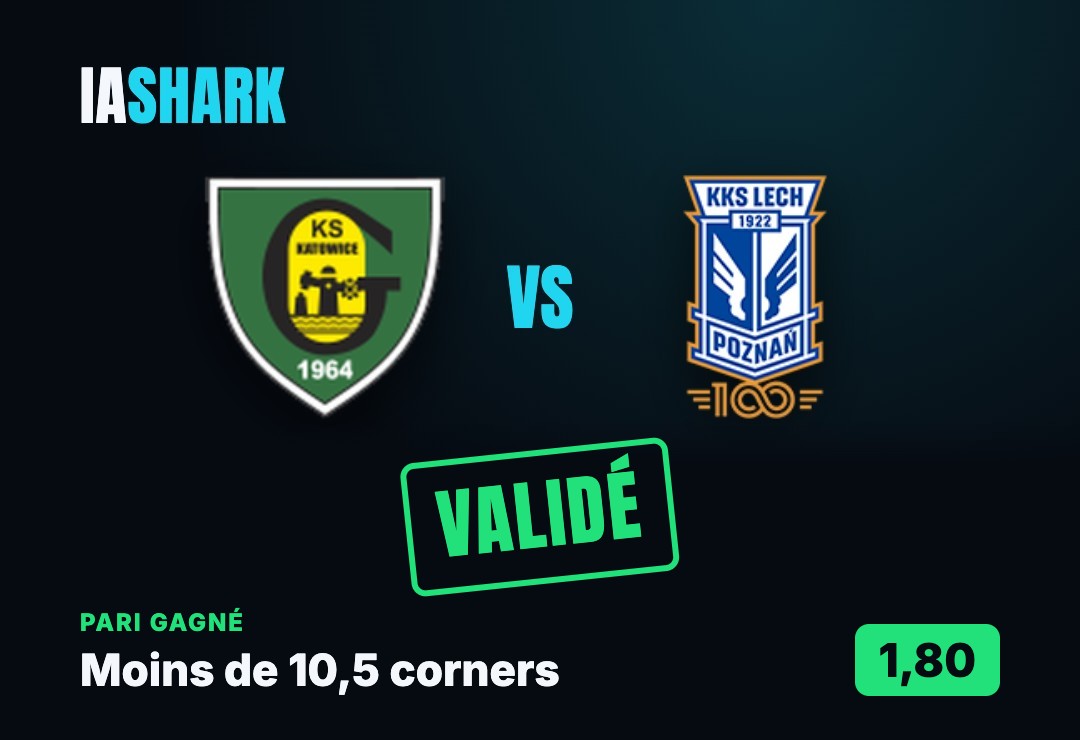 IASHARK
KS
KATOWICE
1964
VS
KKS LECH
1922
POZNAŃ
100
VALIDÉ
PARI GAGNÉ
Moins de 10,5 corners
1,80